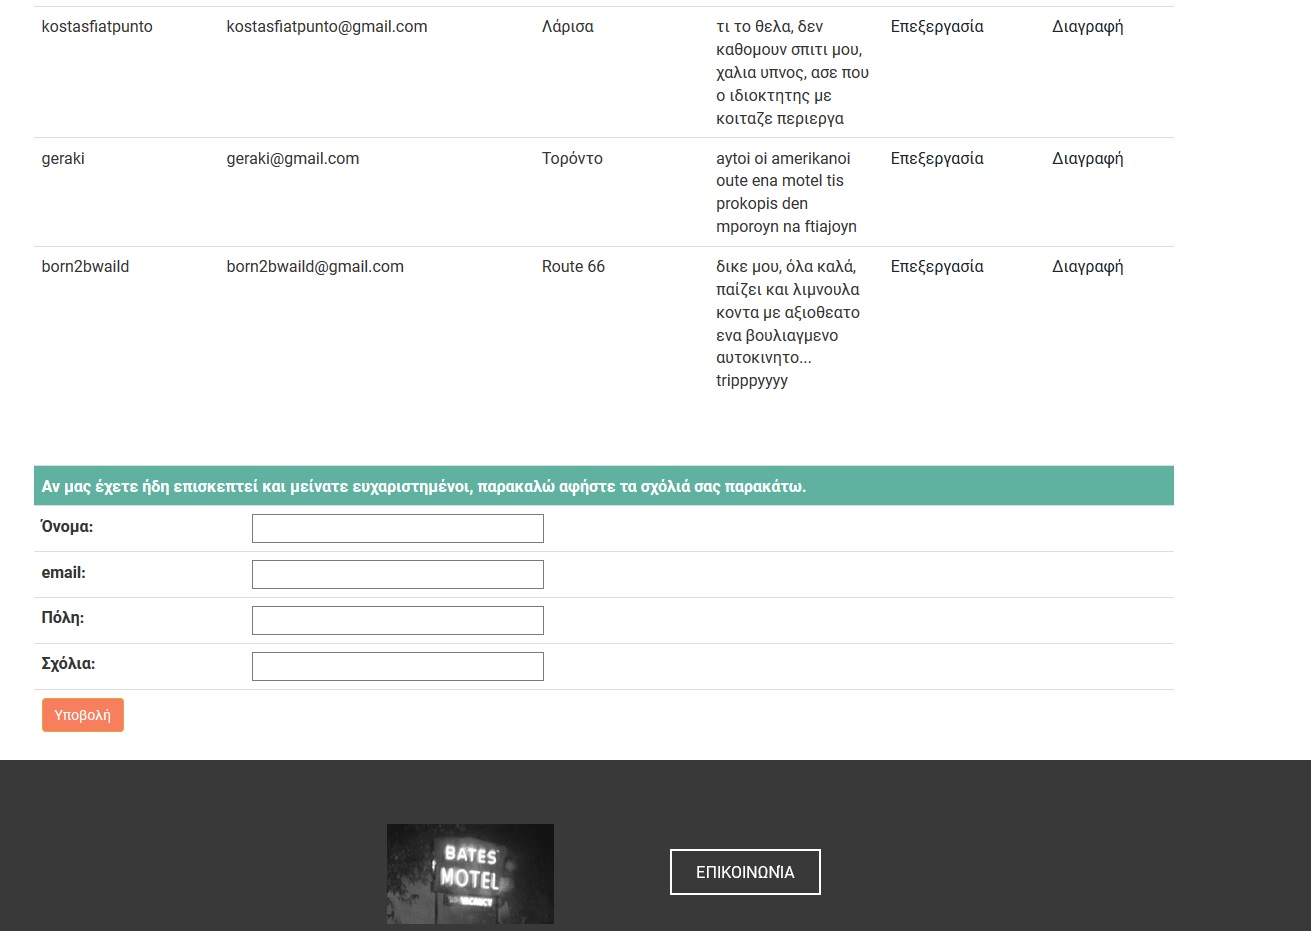 kostasfiatpunto kostasfiatpunto@gmail.com Λάρισα τι το θελα, δεν Επεξεργασία Διαγραφή
καθομουν σπιτι μου,
χαλια υπνος, ασε που
ο ιδιοκτητης με
κοιταζε περιεργα
geraki geraki@gmail.com Τορόντο aytoi oi amerikanoi Επεξεργασία Διαγραφή
oute ena motel tis
prokopis den
mporoyn na ftiajoyn
born2bwaild born2bwaild@gmail.com Route 66 δικε μου, όλα καλά, Επεξεργασία Διαγραφή
παίζει και λιμνουλα
κοντα με αξιοθεατο
ενα βουλιαγμενο
αυτοκινητο...
tripppyyyy
Αν μας έχετε ήδη επισκεπτεί και μείνατε ευχαριστημένοι, παρακαλώ αφήστε τα σχόλιά σας παρακάτω.
Όνομα:
email:
Πόλη:
Σχόλια:
Υποβολή
BATES
MOTEL
VACANCY
ΕΠΙΚΟΙΝΩΝΊΑ